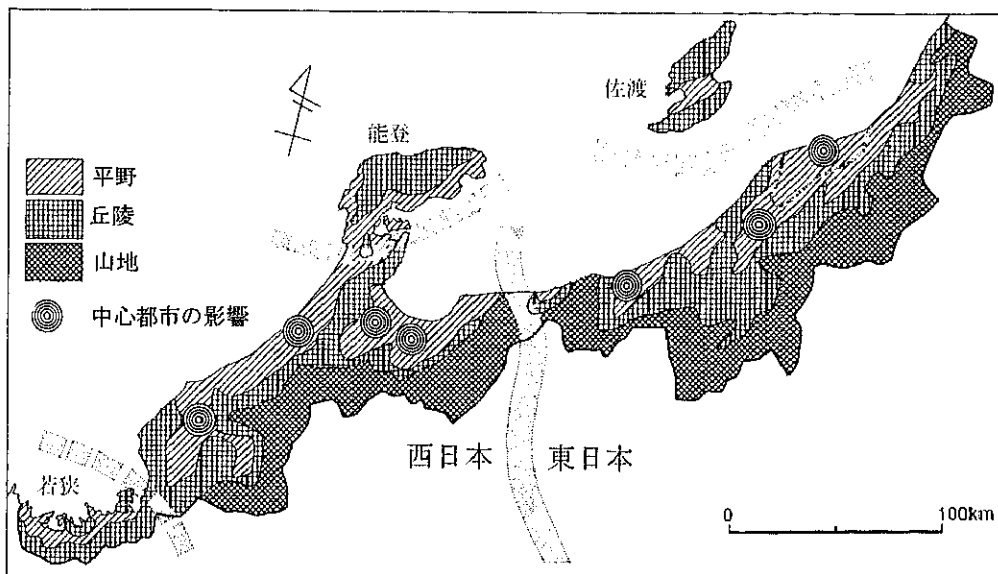 佐渡
能登
平野
丘陵
山地
中心都市の影響
西日本 東日本
若狭
0 100km